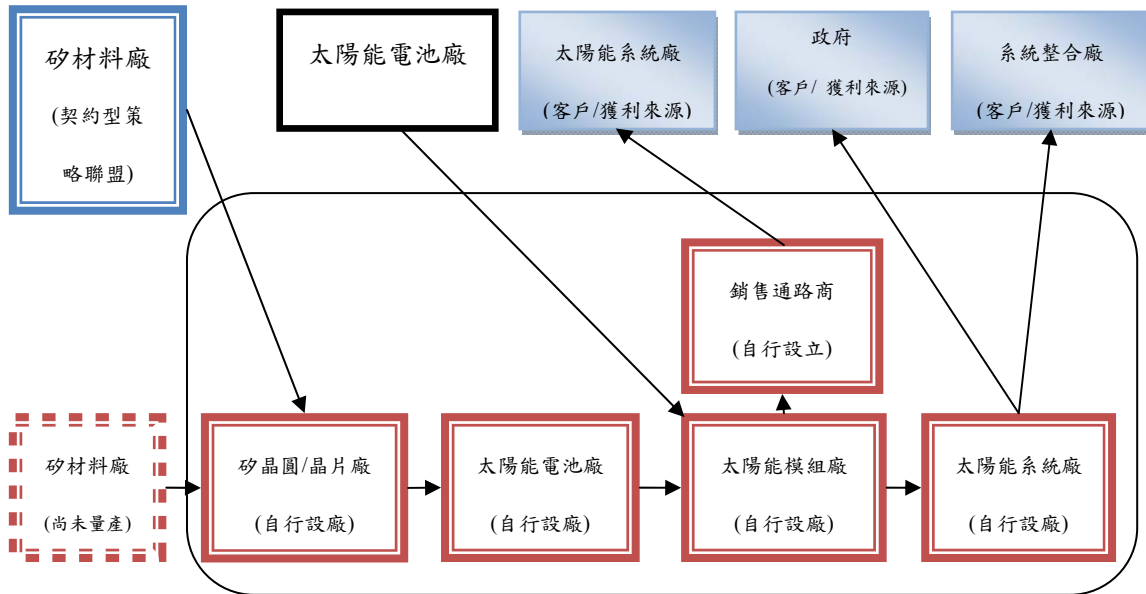 矽材料廠
(契約型策
略聯盟)
太陽能電池廠
太陽能系統廠
(客戶/獲利來源)
政府
(客戶/ 獲利來源)
系統整合廠
(客戶/獲利來源)
銷售通路商
(自行設立)
矽材料廠
(尚未量產)
矽晶圓/晶片廠
(自行設廠)
太陽能電池廠
(自行設廠)
太陽能模組廠
(自行設廠)
太陽能系統廠
(自行設廠)